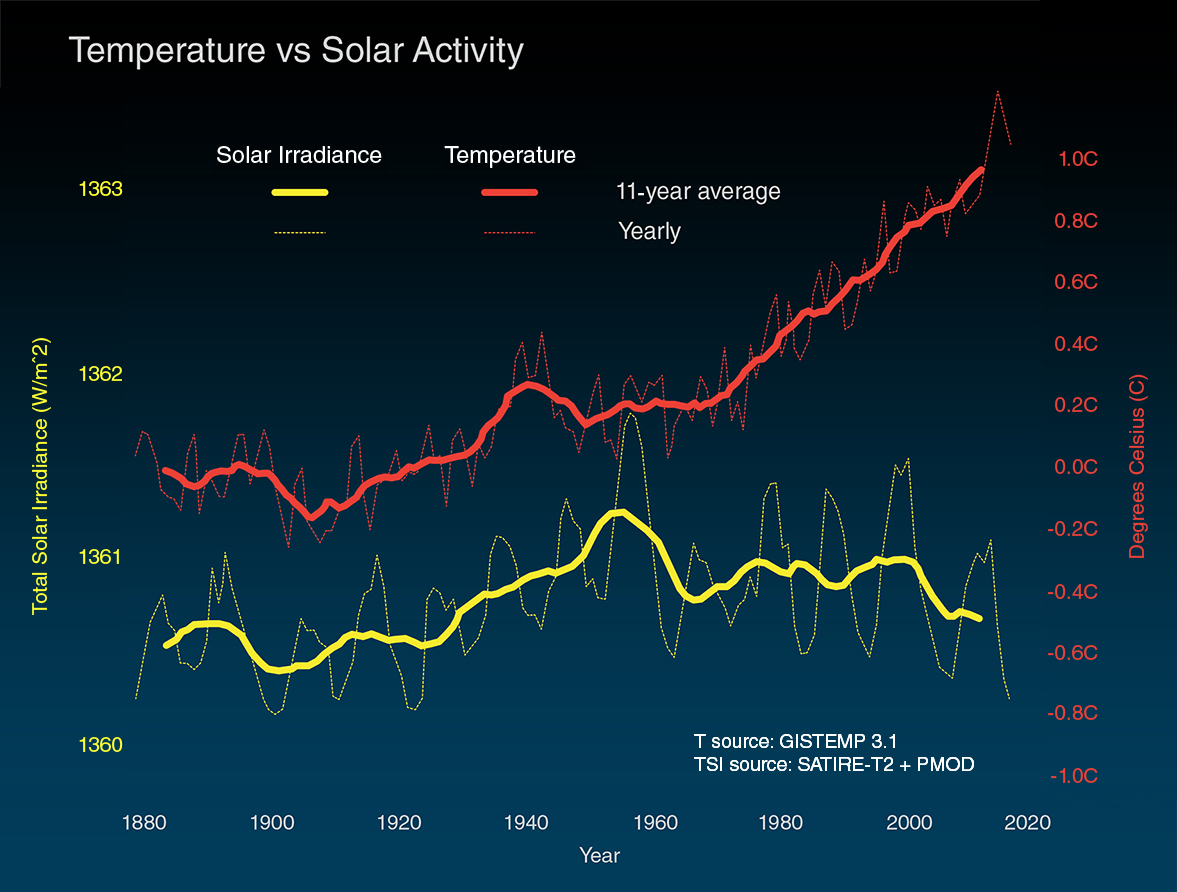 Temperature vs Solar Activity
Solar Irradiance Temperature
11-year average
Yearly
1363
1362
1361
1360
Total Solar Irradiance (W/m^2)
1.0C
0.8C
0.6C
0.4C
0.2C
0.0C
-0.2C
-0.4C
-0.6C
-0.8C
-1.0C
Degrees Celsius (C)
T source: GISTEMP 3.1
TSI source: SATIRE-T2 + PMOD
1880 1900 1920 1940 1960 1980 2000 2020
Year